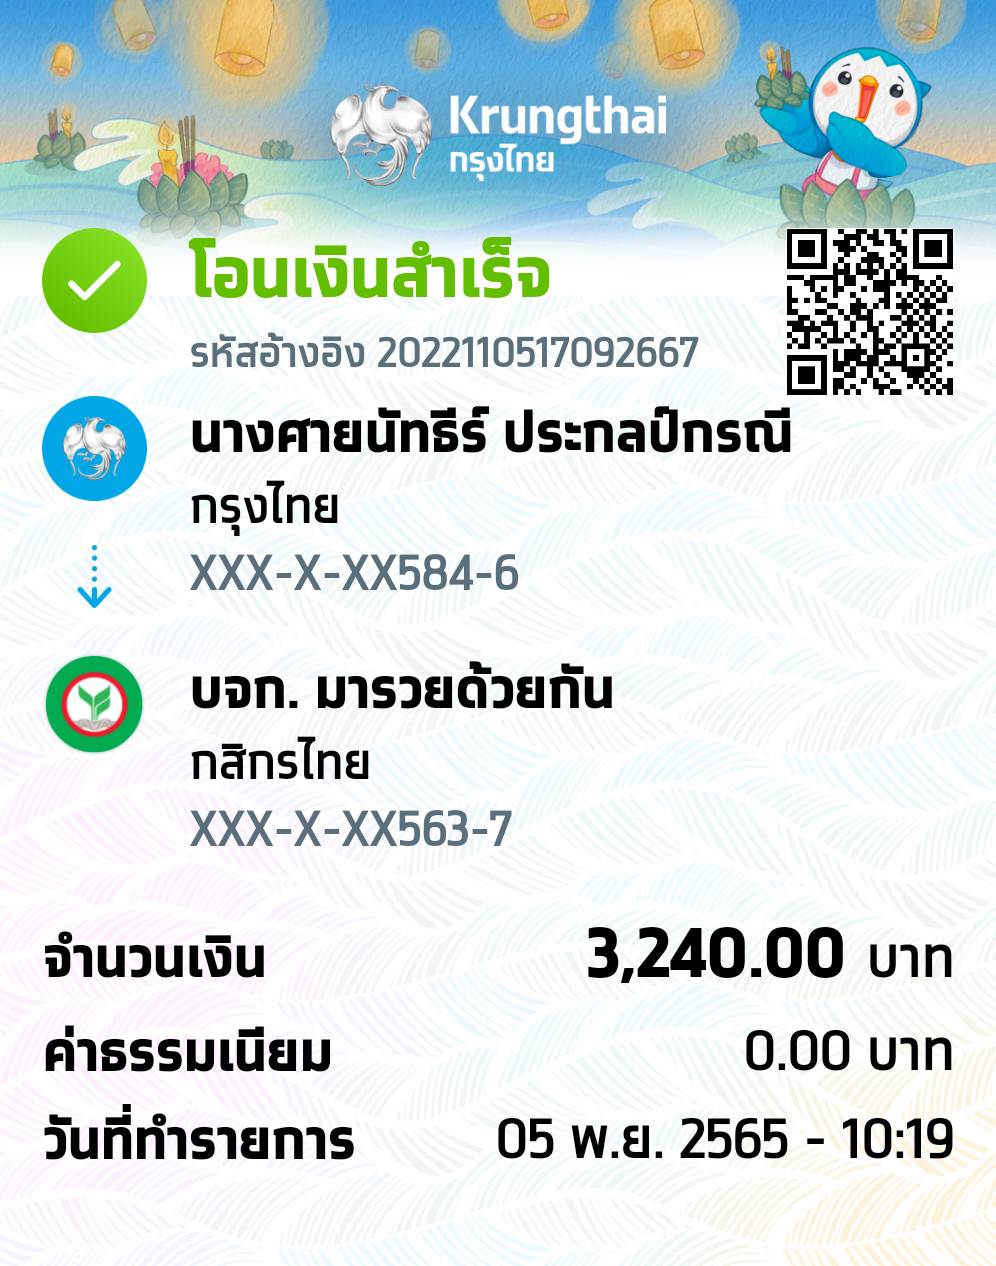 Krungthai
กรุงไทย
โอนเงินสำเร็จ
รหัสอ้างอิง 2022110517092667
นางศายนัทธีร์ ประกลป์กรณี
กรุงไทย
XXX-X-XX584-6
บจก. มารวยด้วยกัน
กสิกรไทย
XXX-X-XX563-7
จำนวนเงิน 3,240.00 บาท
ค่าธรรมเนียม 0.00 บาท
วันที่ทำรายการ 05 พ.ย. 2565 - 10:19